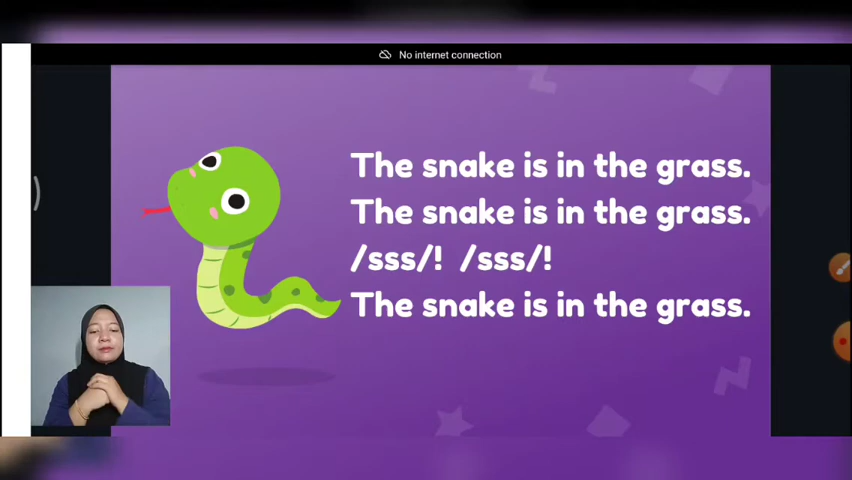 No internet connection
The snake is in the grass.
The snake is in the grass.
/sss/! /sss/!
The snake is in the grass.